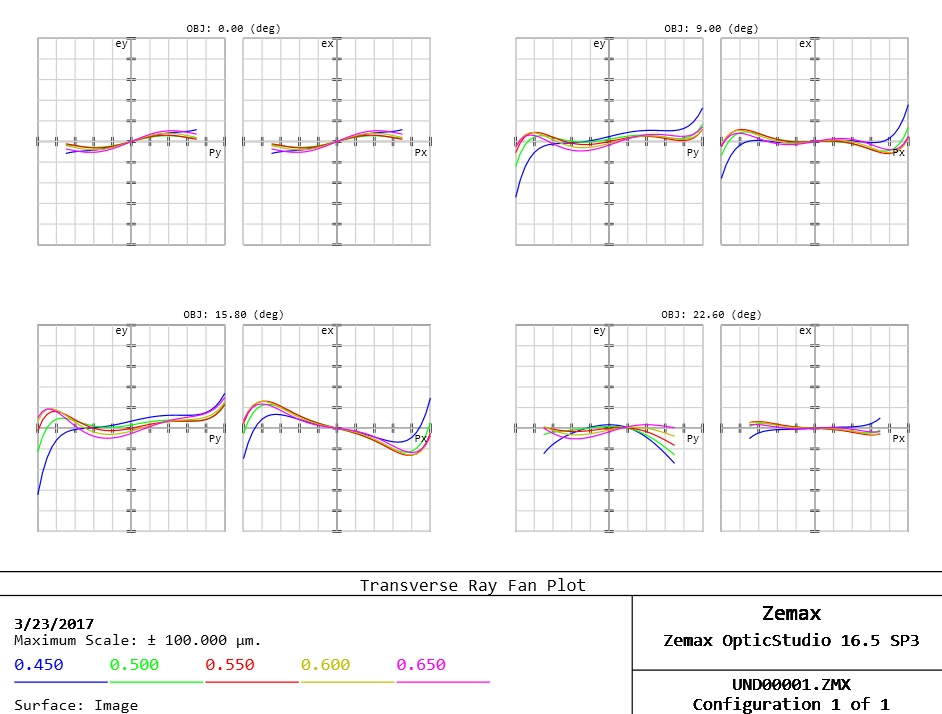 OBJ: 0.00 (deg)
ey
Py
ex
Px
OBJ: 9.00 (deg)
ey
Py
ex
Px
OBJ: 15.80 (deg)
ey
Py
ex
Px
OBJ: 22.60 (deg)
ey
Py
ex
Px
Transverse Ray Fan Plot
3/23/2017
Maximum Scale: ± 100.000 µm.
0.450 0.500 0.550 0.600 0.650
Surface: Image
Zemax
Zemax OpticStudio 16.5 SP3
UND00001.ZMX
Configuration 1 of 1